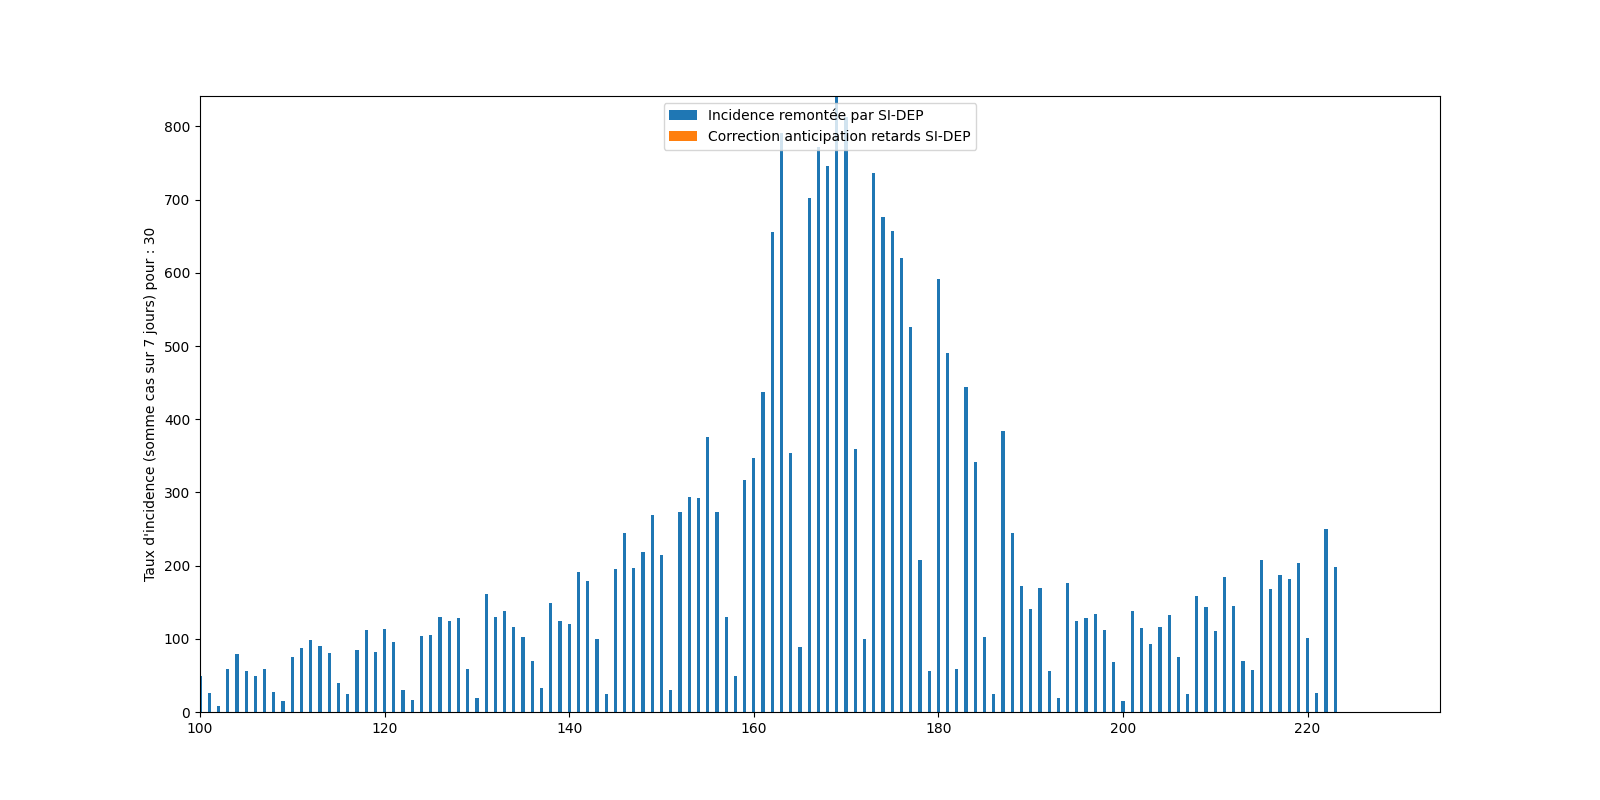 Incidence remontée par SI-DEP
Correction anticipation retards SI-DEP
Taux d'incidence (somme cas sur 7 jours) pour : 30
800
700
600
500
400
300
200
100
0
100 120 140 160 180 200 220